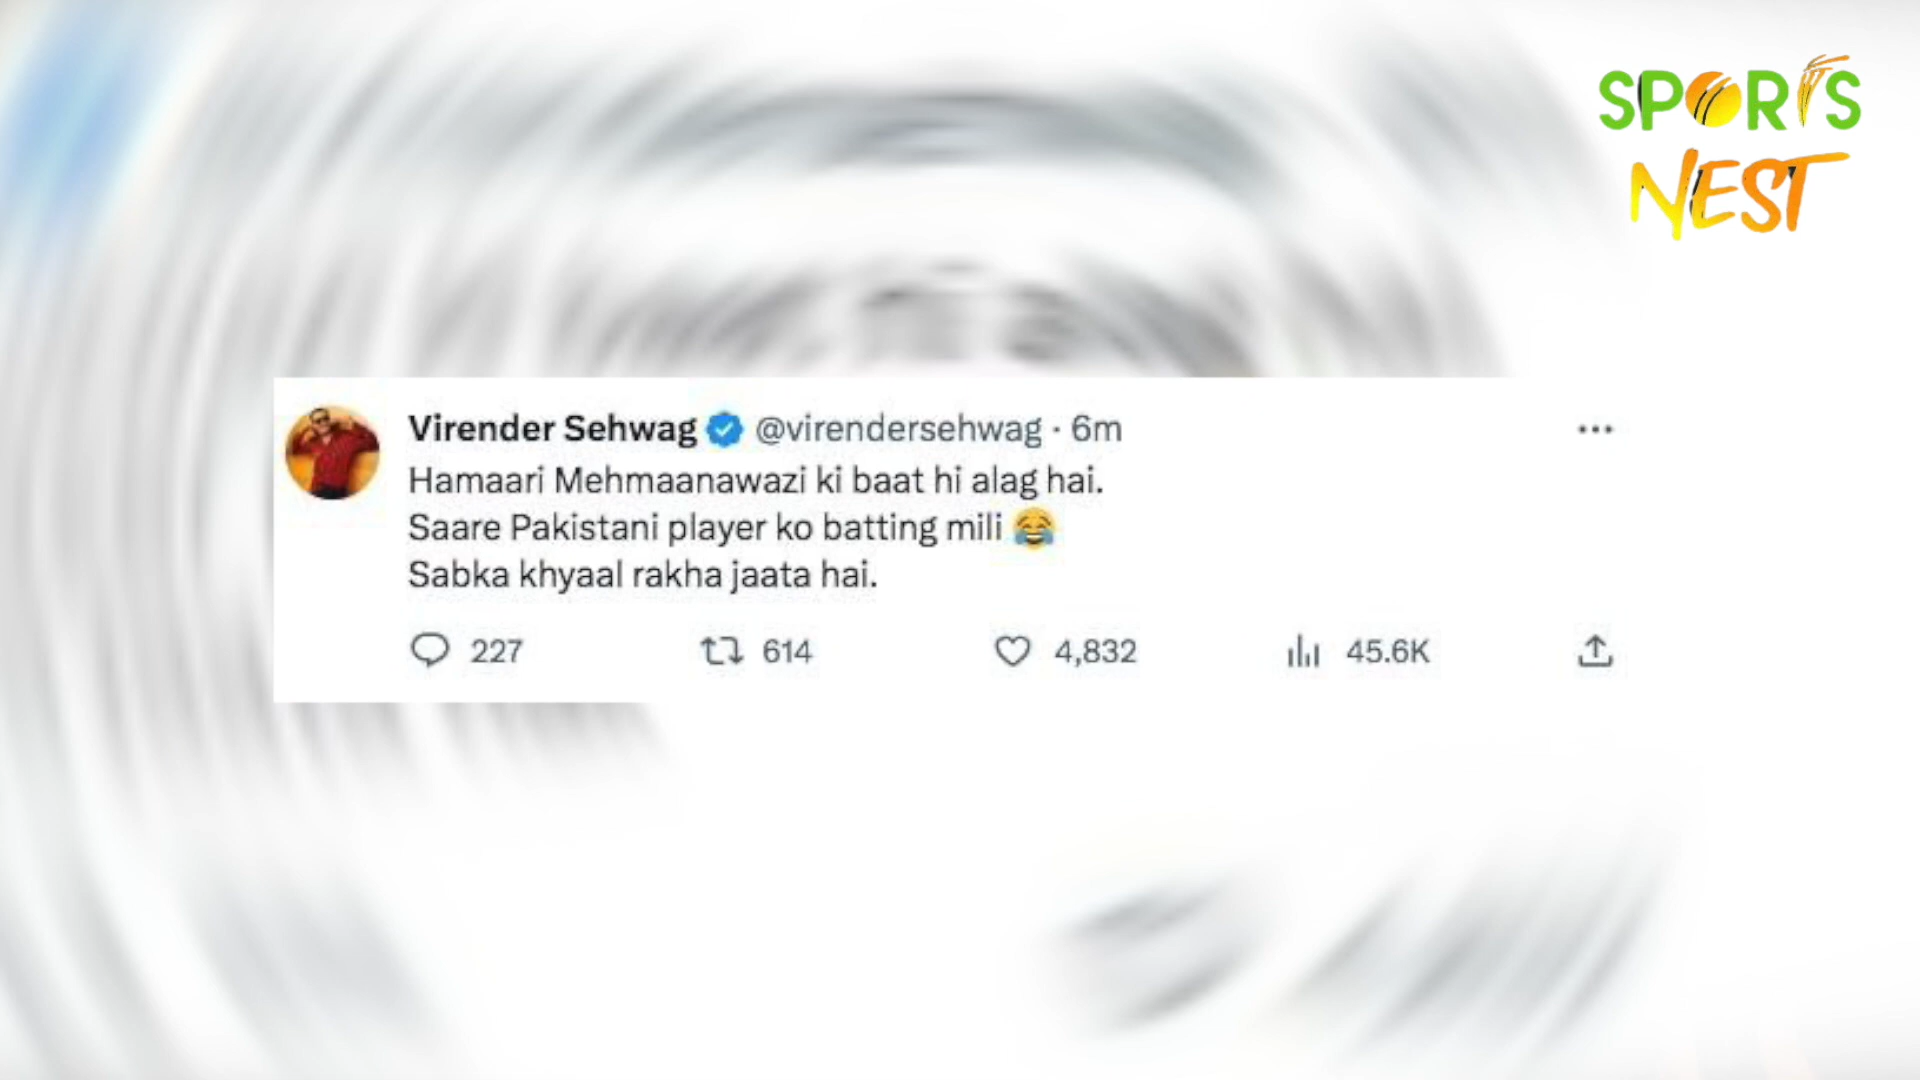 SPORTS
NEST
Virender Sehwag @virendersehwag · 6m
Hamaari Mehmaanawazi ki baat hi alag hai.
Saare Pakistani player ko batting mili 😂
Sabka khyaal rakha jaata hai.
227 614 4,832 45.6K